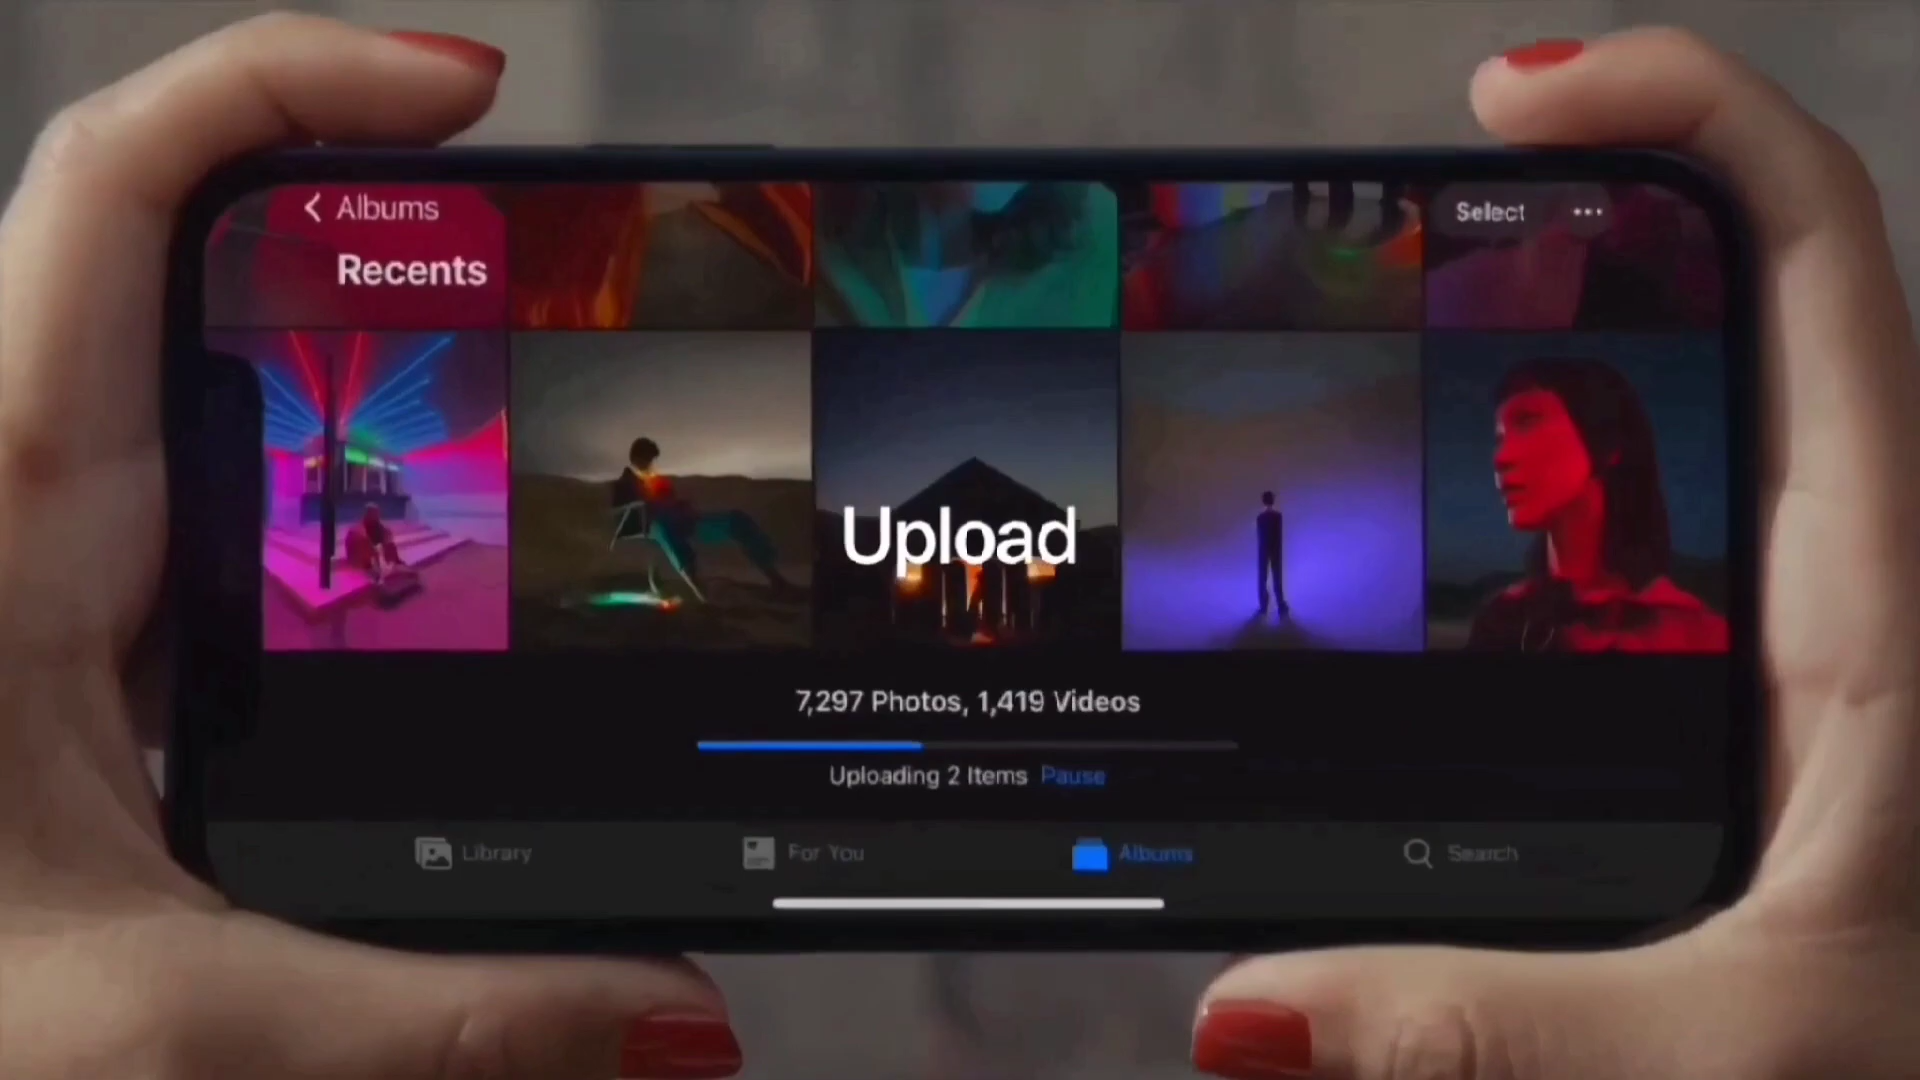 Albums
Select
Recents
Upload
7,297 Photos, 1,419 Videos
Uploading 2 Items Pause
Library
For You
Albums
Search